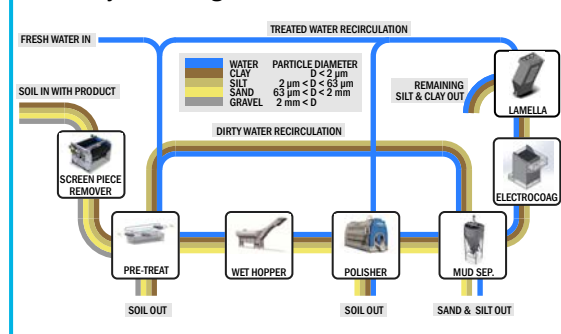 TREATED WATER RECIRCULATION
FRESH WATER IN
WATER PARTICLE DIAMETER
CLAY D < 2 µm
SILT 2 µm < D < 63 µm
SAND 63 µm < D < 2 mm
GRAVEL 2 mm < D
SOIL IN WITH PRODUCT
REMAINING
SILT & CLAY OUT
LAMELLA
DIRTY WATER RECIRCULATION
SCREEN PIECE
REMOVER
ELECTROCOAG
PRE-TREAT
WET HOPPER
POLISHER
MUD SEP.
SOIL OUT
SOIL OUT
SAND & SILT OUT